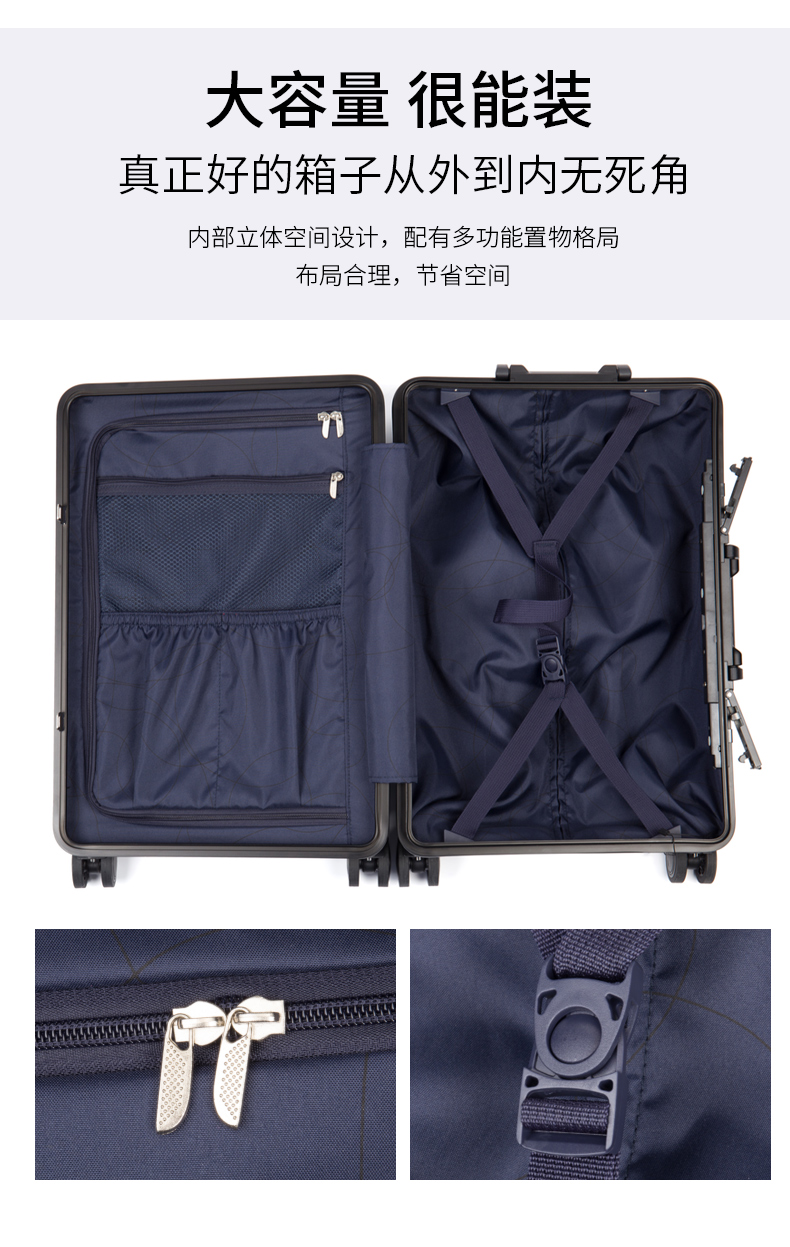 大容量 很能装
真正好的箱子从外到内无死角
内部立体空间设计，配有多功能置物格局
布局合理，节省空间